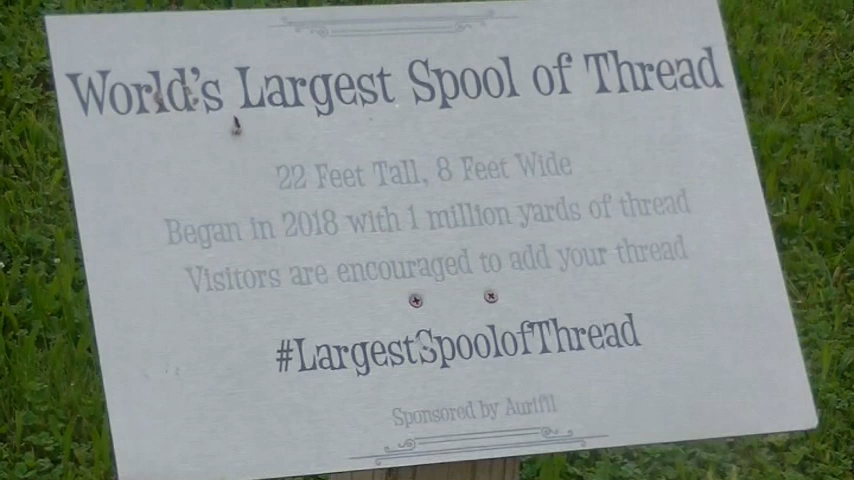 World's Largest Spool of Thread
22 Feet Tall, 8 Feet Wide
Began in 2018 with 1 million yards of thread
Visitors are encouraged to add your thread
#LargestSpoolofThread
Sponsored by Aurifil